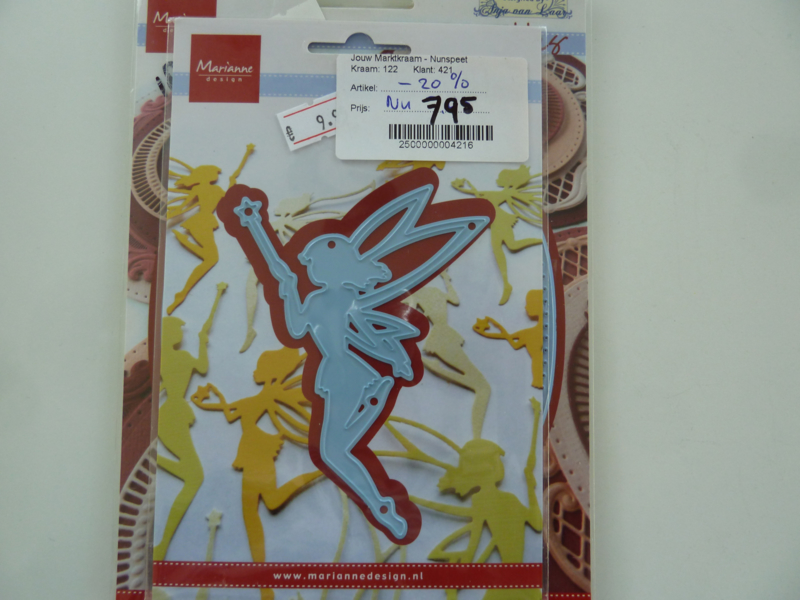 Marianne
design
Jouw Marktkraam - Nunspeet
Kraam: 122 Klant: 421
Artikel: - 20 %
Prijs: Nu 7.95
2500000004216
www.mariannedesign.nl